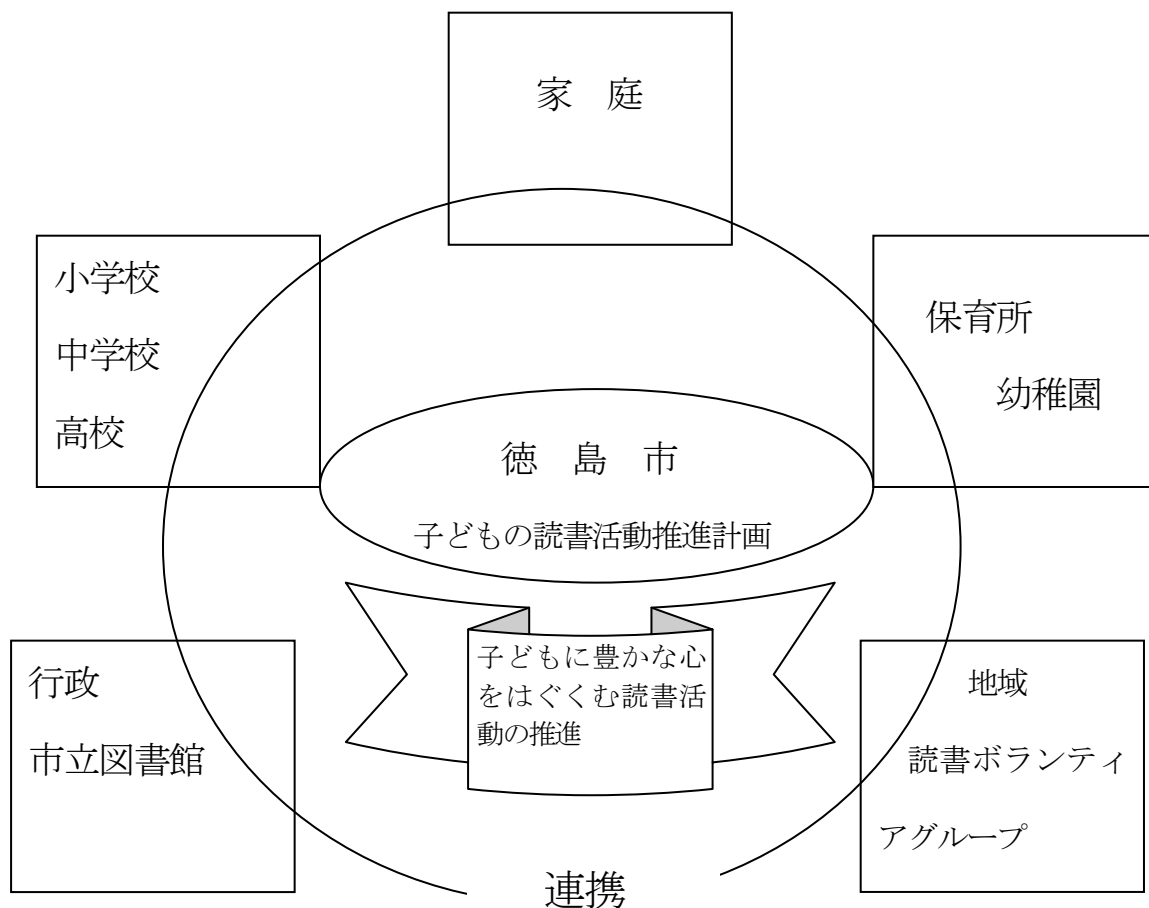 家　庭
小学校
中学校
高校
保育所
幼稚園
徳　島　市
子どもの読書活動推進計画
子どもに豊かな心
をはぐくむ読書活
動の推進
行政
市立図書館
地域
読書ボランティ
アグループ
連携